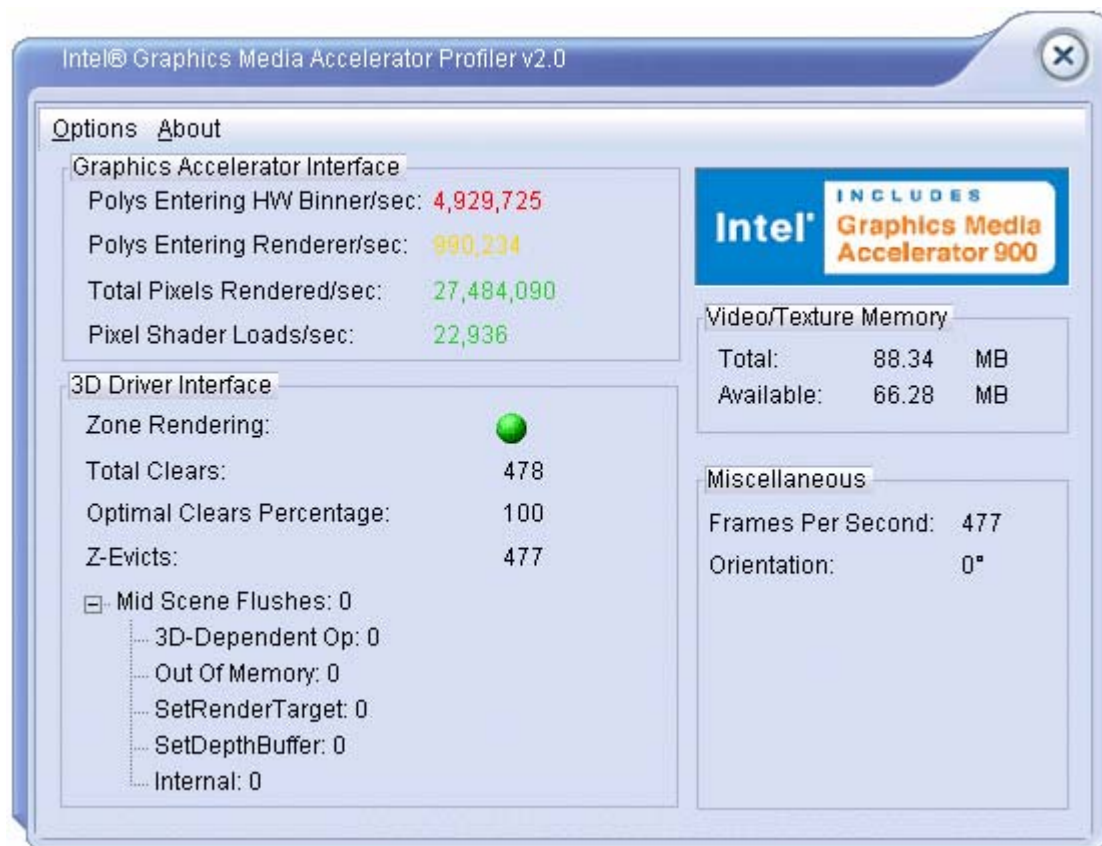 Intel® Graphics Media Accelerator Profiler v2.0
Options About
Graphics Accelerator Interface
Polys Entering HW Binner/sec: 4,929,725
Polys Entering Renderer/sec: 990,234
Total Pixels Rendered/sec: 27,484,090
Pixel Shader Loads/sec: 22,936
3D Driver Interface
Zone Rendering:
Total Clears: 478
Optimal Clears Percentage: 100
Z-Evicts: 477
Mid Scene Flushes: 0
3D-Dependent Op: 0
Out Of Memory: 0
SetRenderTarget: 0
SetDepthBuffer: 0
Internal: 0
Intel®
INCLUDES
Graphics Media
Accelerator 900
Video/Texture Memory
Total: 88.34 MB
Available: 66.28 MB
Miscellaneous
Frames Per Second: 477
Orientation: 0°